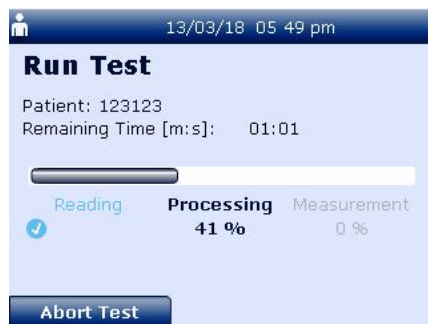 13/03/18 05 49 pm
Run Test
Patient: 123123
Remaining Time [m:s]: 01:01
Reading Processing Measurement
41 % 0 %
Abort Test